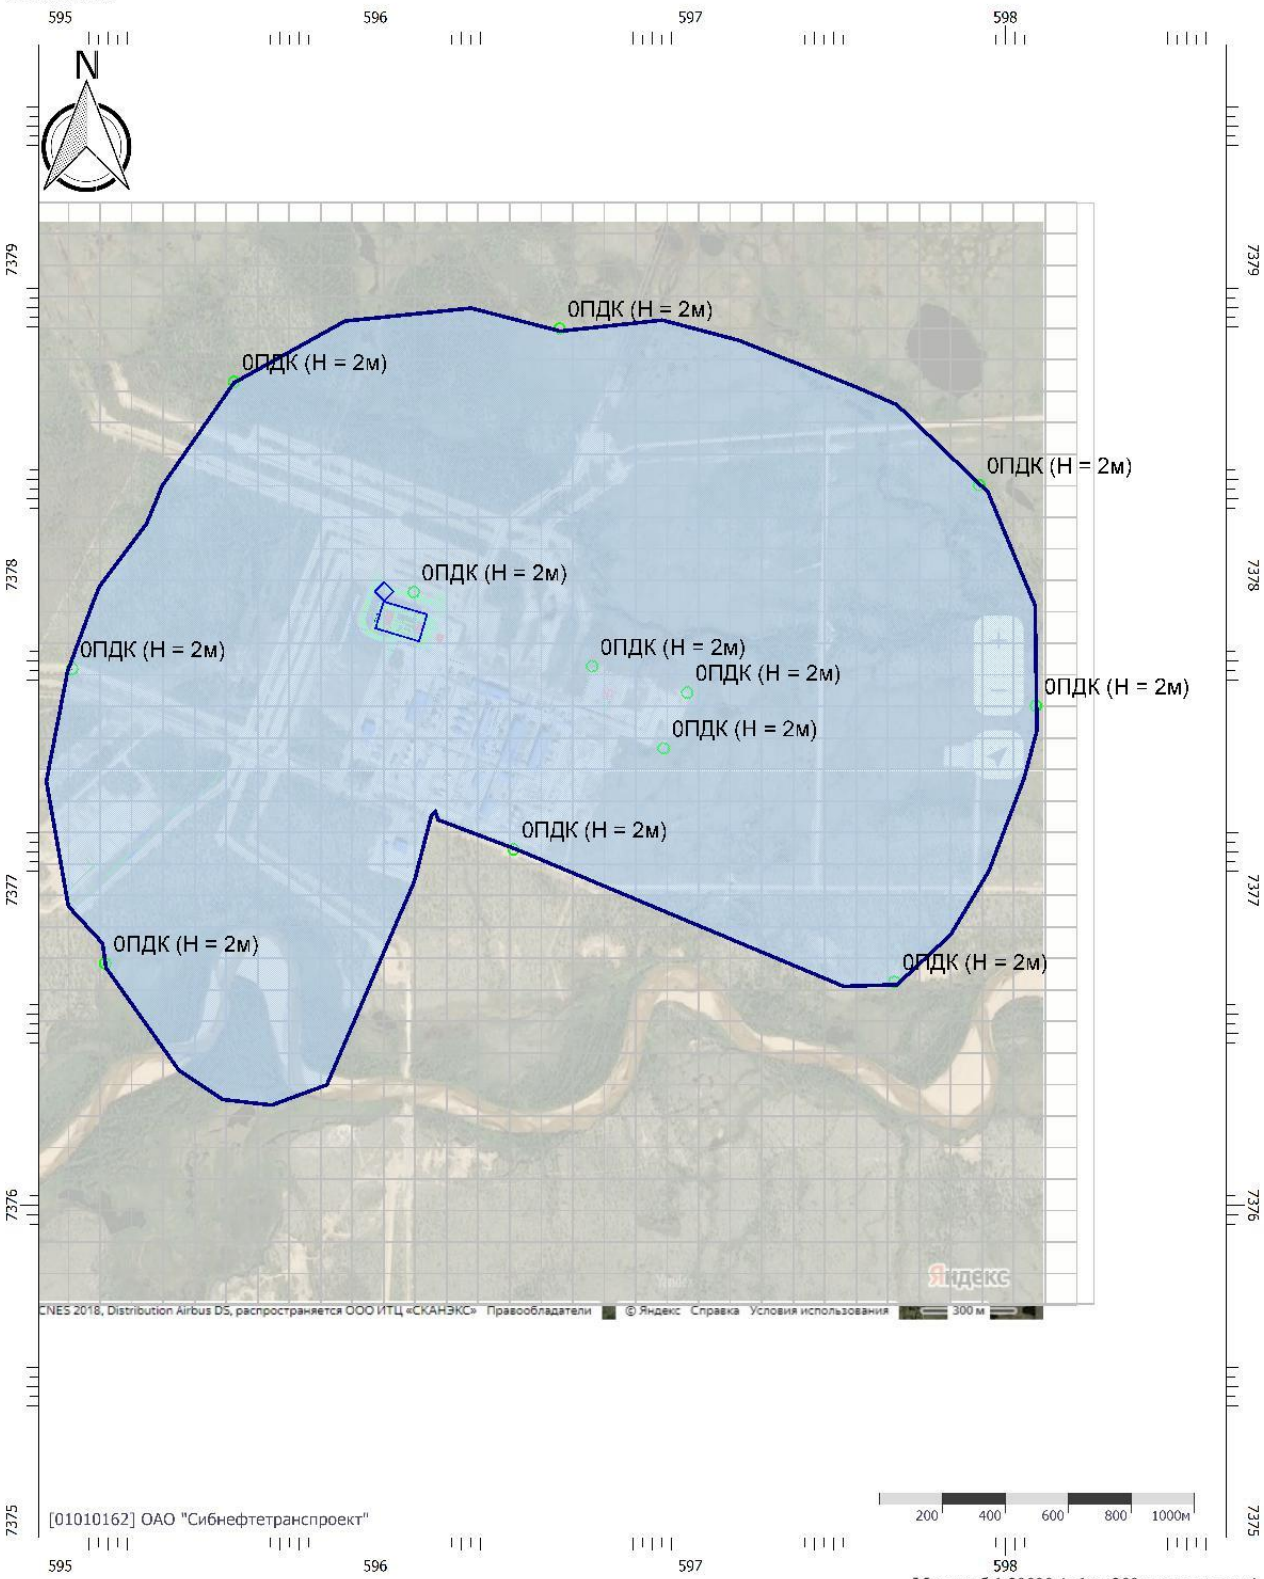 595 596 597 598
N
7379 7379
0ПДК (H = 2м)
0ПДК (H = 2м)
0ПДК (H = 2м)
7378 0ПДК (H = 2м) 7378
0ПДК (H = 2м) 0ПДК (H = 2м)
0ПДК (H = 2м) 0ПДК (H = 2м)
0ПДК (H = 2м)
0ПДК (H = 2м)
7377 7377
0ПДК (H = 2м)
0ПДК (H = 2м)
7376 7376
Яндекс
CNES 2018, Distribution Airbus DS, распространяется ООО ИТЦ «СКАНЭКС» Правообладатели © Яндекс Справка Условия использования 300 м
7375 7375
200 400 600 800 1000м
[01010162] ОАО "Сибнефтетранспроект"
595 596 597 598